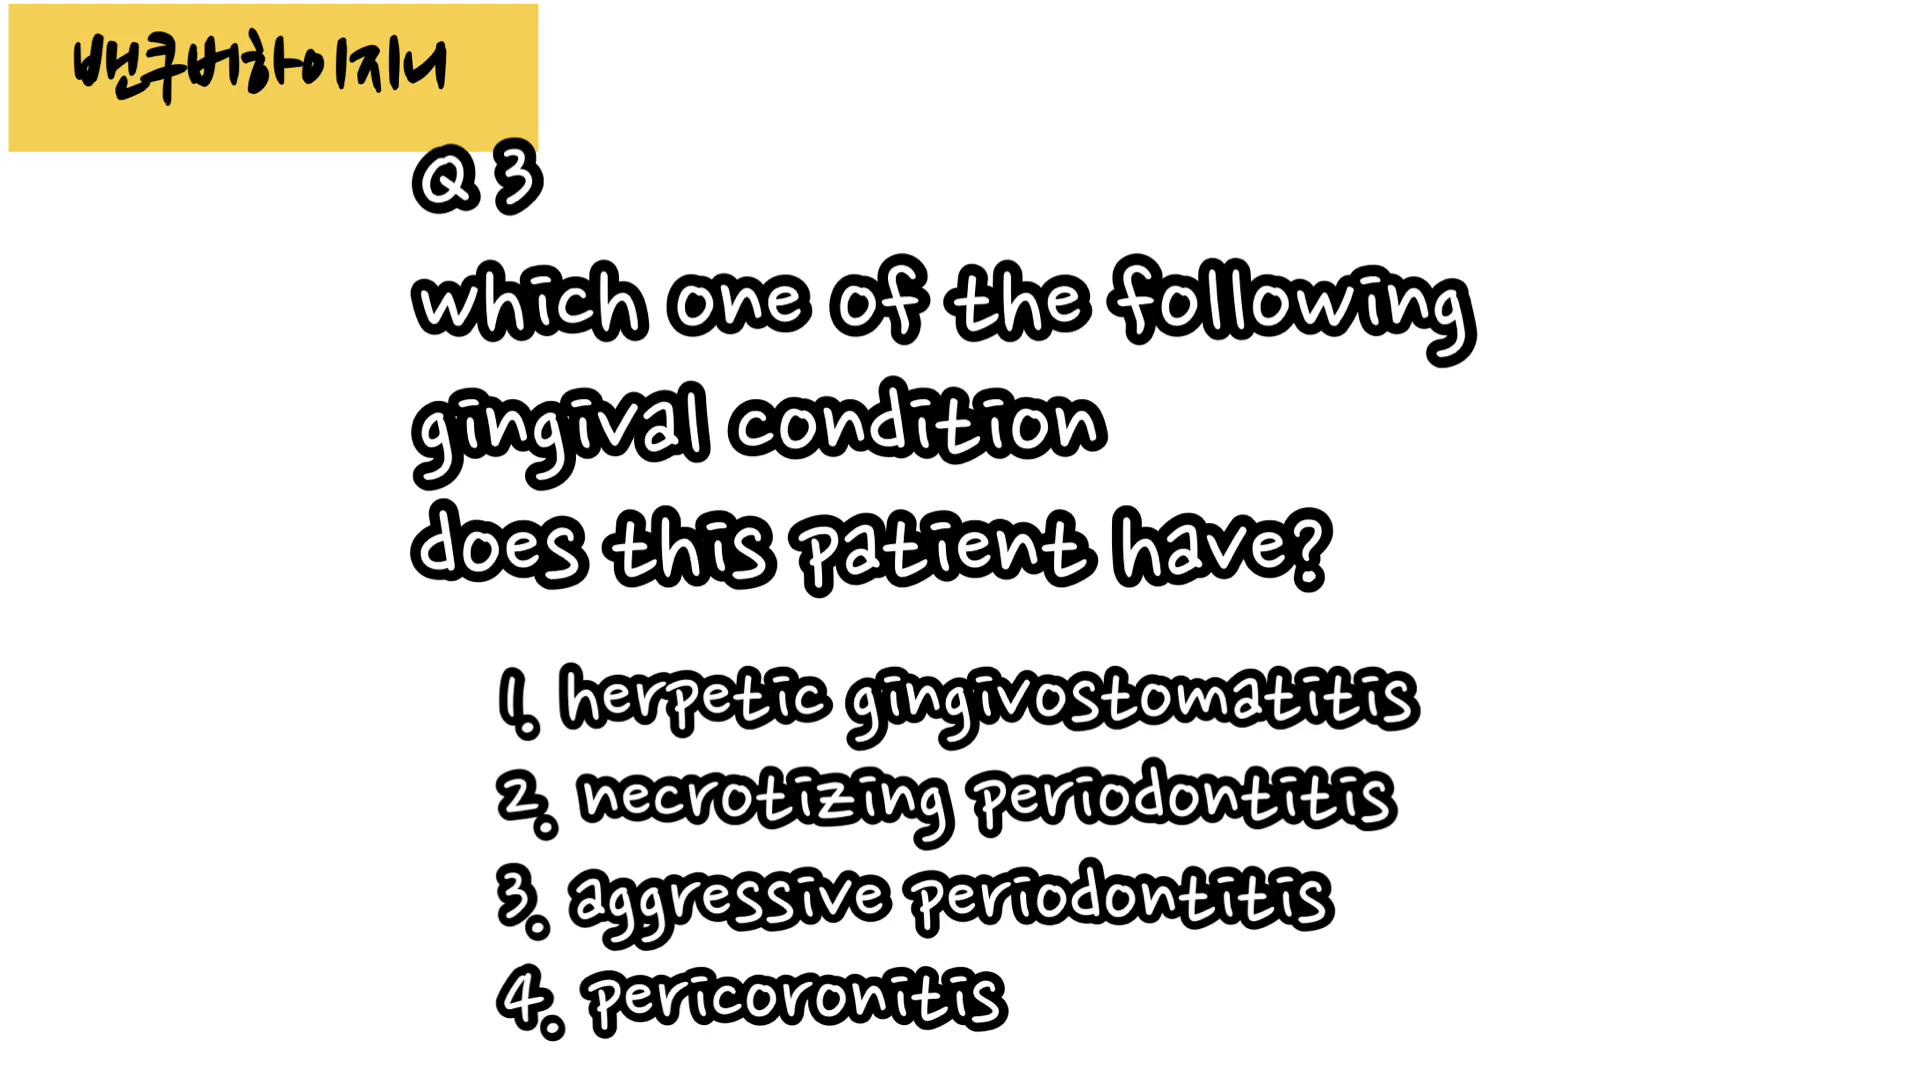 밴쿠버하이지니
Q 3
which one of the following
gingival condition
does this patient have?
1. herpetic gingivostomatitis
2. necrotizing periodontitis
3. aggressive periodontitis
4. pericoronitis